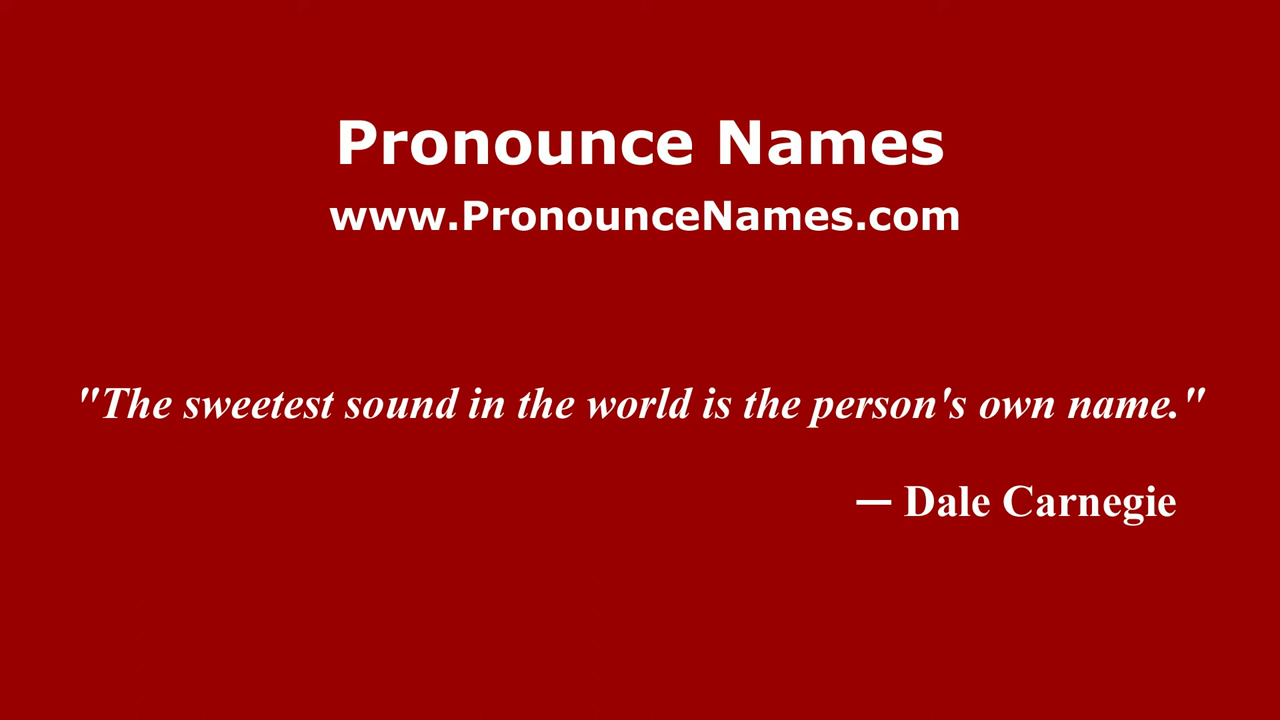 Pronounce Names
www.PronounceNames.com
"The sweetest sound in the world is the person's own name."
— Dale Carnegie